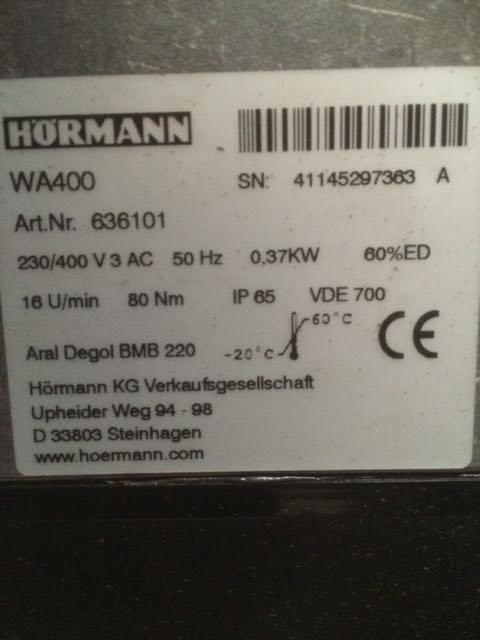 HÖRMANN
WA400 SN: 41145297363 A
Art.Nr. 636101
230/400 V 3 AC 50 Hz 0,37KW 60%ED
16 U/min 80 Nm IP 65 VDE 700
Aral Degol BMB 220 -20°C 60°C CE
Hörmann KG Verkaufsgesellschaft
Upheider Weg 94 - 98
D 33803 Steinhagen
www.hoermann.com